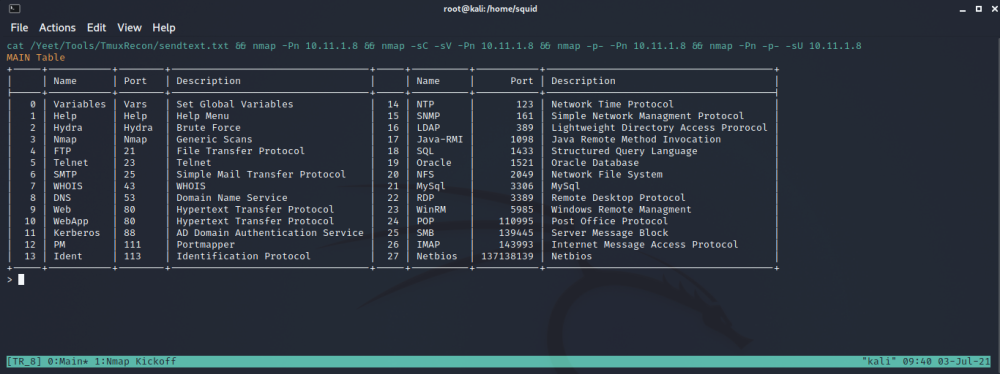 root@kali:/home/squid
File Actions Edit View Help
cat /Yeet/Tools/TmuxRecon/sendtext.txt && nmap -Pn 10.11.1.8 && nmap -sC -sV -Pn 10.11.1.8 && nmap -p- -Pn 10.11.1.8 && nmap -Pn -p- -sU 10.11.1.8
MAIN Table
| | Name | Port | Description | | Name | Port | Description |
| 0 | Variables | Vars | Set Global Variables | 14 | NTP | 123 | Network Time Protocol |
| 1 | Help | Help | Help Menu | 15 | SNMP | 161 | Simple Network Managment Protocol |
| 2 | Hydra | Hydra | Brute Force | 16 | LDAP | 389 | Lightweight Directory Access Prorocol |
| 3 | Nmap | Nmap | Generic Scans | 17 | Java-RMI | 1098 | Java Remote Method Invocation |
| 4 | FTP | 21 | File Transfer Protocol | 18 | SQL | 1433 | Structured Query Language |
| 5 | Telnet | 23 | Telnet | 19 | Oracle | 1521 | Oracle Database |
| 6 | SMTP | 25 | Simple Mail Transfer Protocol | 20 | NFS | 2049 | Network File System |
| 7 | WHOIS | 43 | WHOIS | 21 | MySql | 3306 | MySql |
| 8 | DNS | 53 | Domain Name Service | 22 | RDP | 3389 | Remote Desktop Protocol |
| 9 | Web | 80 | Hypertext Transfer Protocol | 23 | WinRM | 5985 | Windows Remote Managment |
| 10 | WebApp | 80 | Hypertext Transfer Protocol | 24 | POP | 110995 | Post Office Protocol |
| 11 | Kerberos | 88 | AD Domain Authentication Service | 25 | SMB | 139445 | Server Message Block |
| 12 | PM | 111 | Portmapper | 26 | IMAP | 143993 | Internet Message Access Protocol |
| 13 | Ident | 113 | Identification Protocol | 27 | Netbios | 137138139 | Netbios |
>
[TR_8] 0:Main* 1:Nmap Kickoff "kali" 09:40 03-Jul-21